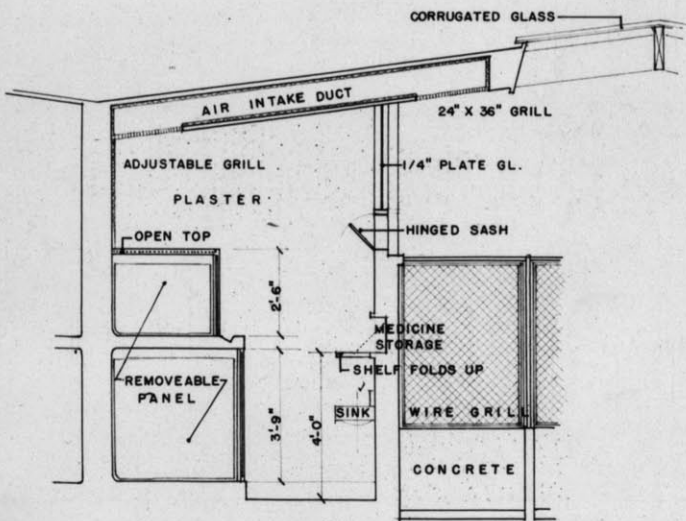 CORRUGATED GLASS
AIR INTAKE DUCT
24" X 36" GRILL
ADJUSTABLE GRILL
1/4" PLATE GL.
PLASTER
HINGED SASH
OPEN TOP
2'-6"
MEDICINE
STORAGE
SHELF FOLDS UP
REMOVEABLE
PANEL
SINK
WIRE GRILL
3'-9"
4'-0"
CONCRETE